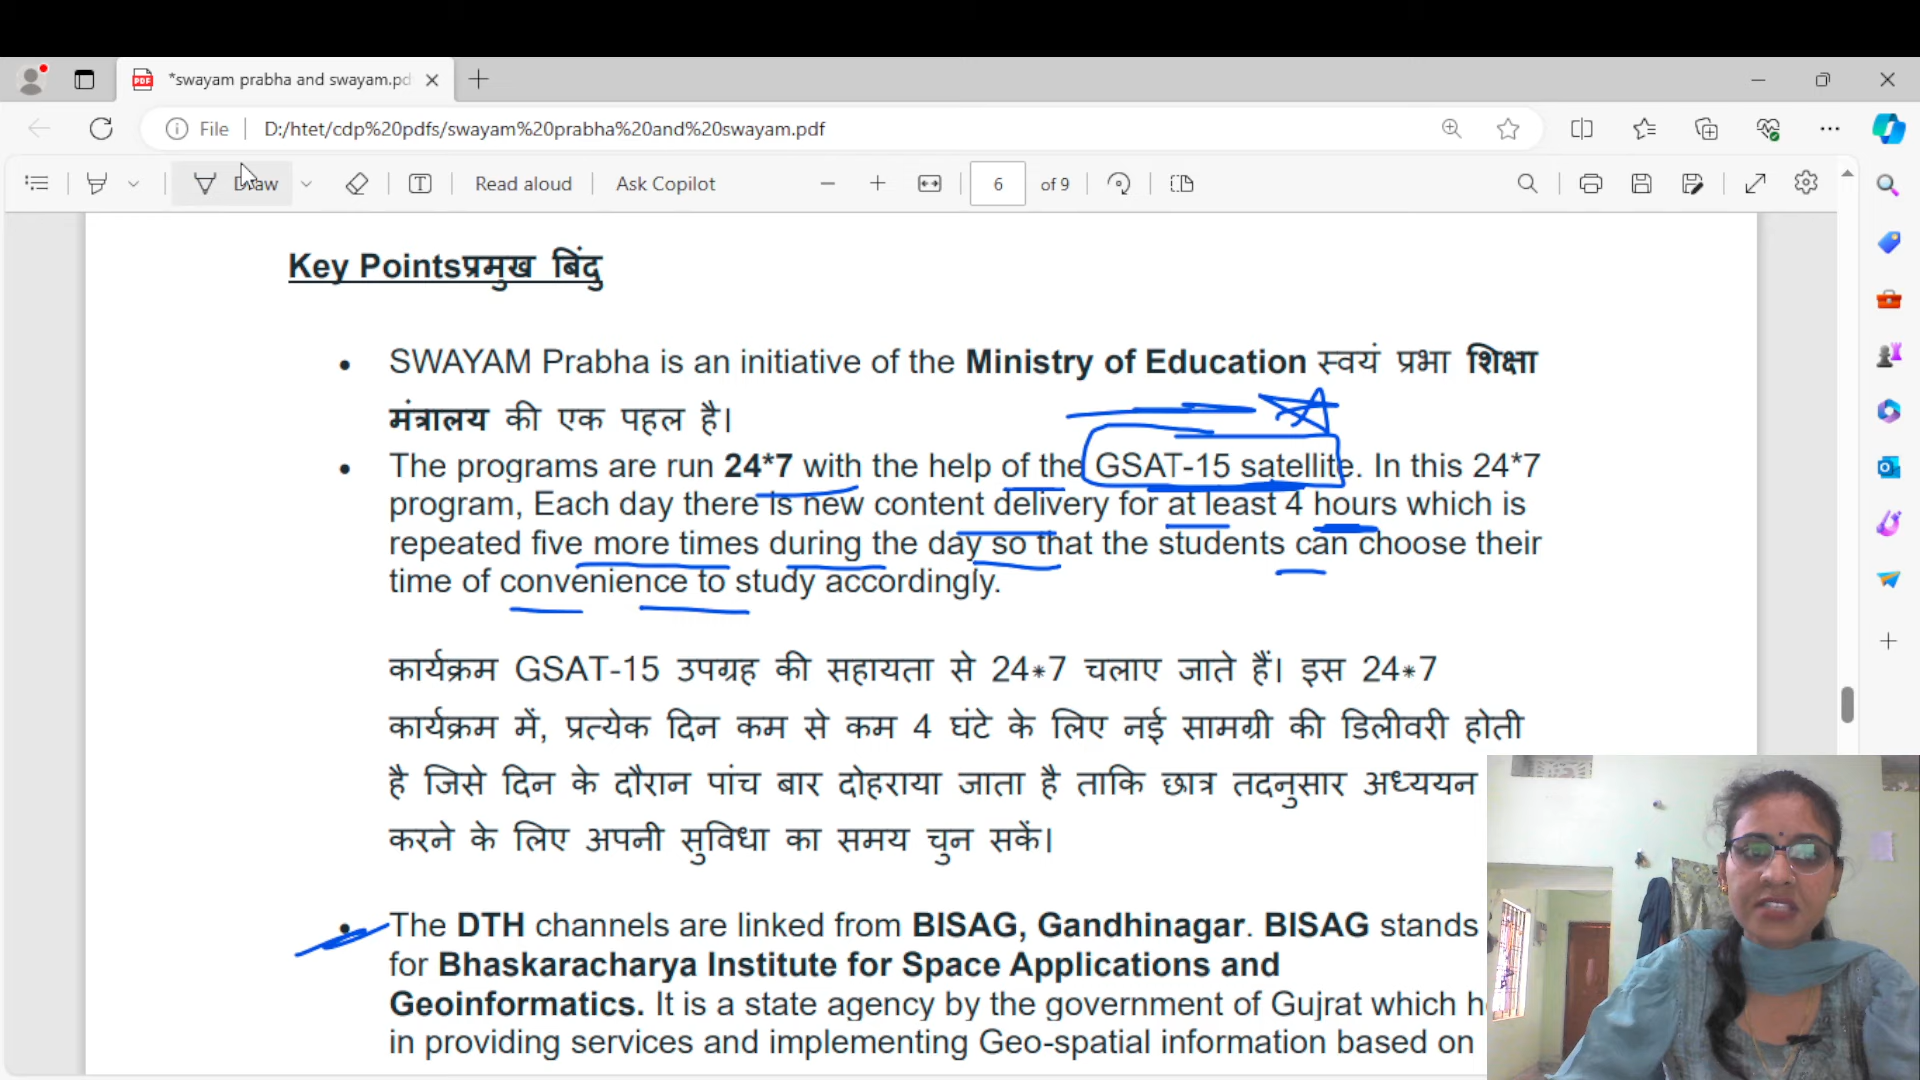 *swayam prabha and swayam.pd
File D:/htet/cdp%20pdfs/swayam%20prabha%20and%20swayam.pdf
Draw Read aloud Ask Copilot 6 of 9
Key Pointsप्रमुख बिंदु
SWAYAM Prabha is an initiative of the Ministry of Education स्वयं प्रभा शिक्षा
मंत्रालय की एक पहल है।
The programs are run 24*7 with the help of the GSAT-15 satellite. In this 24*7
program, Each day there is new content delivery for at least 4 hours which is
repeated five more times during the day so that the students can choose their
time of convenience to study accordingly.
कार्यक्रम GSAT-15 उपग्रह की सहायता से 24*7 चलाए जाते हैं। इस 24*7
कार्यक्रम में, प्रत्येक दिन कम से कम 4 घंटे के लिए नई सामग्री की डिलीवरी होती
है जिसे दिन के दौरान पांच बार दोहराया जाता है ताकि छात्र तदनुसार अध्ययन
करने के लिए अपनी सुविधा का समय चुन सकें।
The DTH channels are linked from BISAG, Gandhinagar. BISAG stands
for Bhaskaracharya Institute for Space Applications and
Geoinformatics. It is a state agency by the government of Gujrat which
in providing services and implementing Geo-spatial information based on